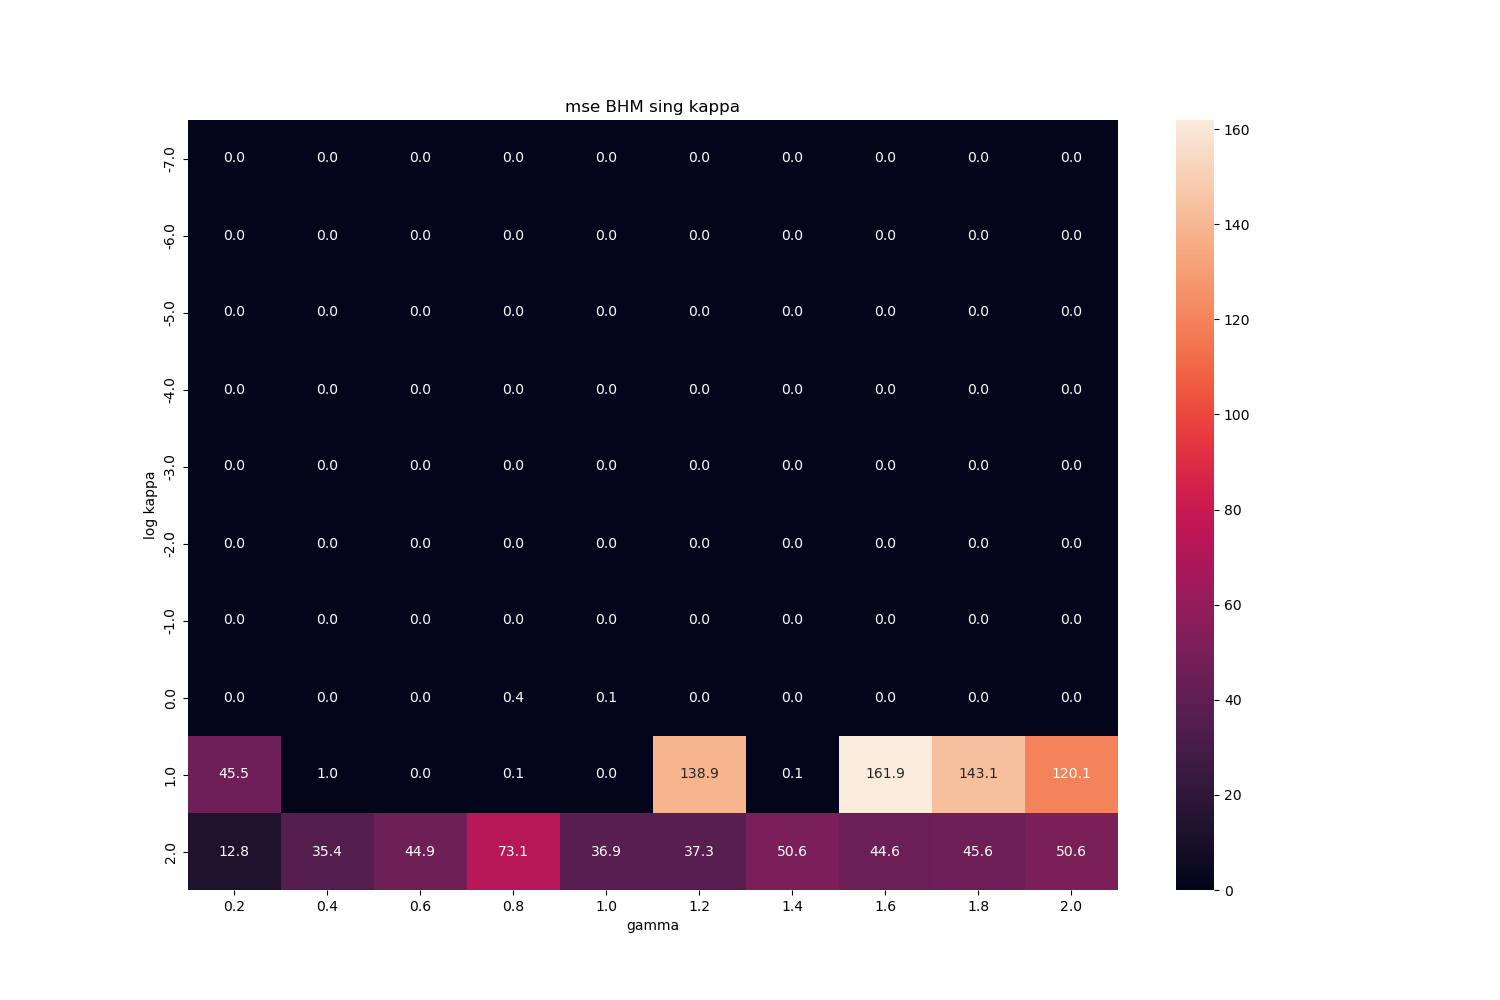 mse BHM sing kappa
-7.0 0.0 0.0 0.0 0.0 0.0 0.0 0.0 0.0 0.0 0.0
-6.0 0.0 0.0 0.0 0.0 0.0 0.0 0.0 0.0 0.0 0.0
-5.0 0.0 0.0 0.0 0.0 0.0 0.0 0.0 0.0 0.0 0.0
-4.0 0.0 0.0 0.0 0.0 0.0 0.0 0.0 0.0 0.0 0.0
-3.0 0.0 0.0 0.0 0.0 0.0 0.0 0.0 0.0 0.0 0.0
log kappa
-2.0 0.0 0.0 0.0 0.0 0.0 0.0 0.0 0.0 0.0 0.0
-1.0 0.0 0.0 0.0 0.0 0.0 0.0 0.0 0.0 0.0 0.0
0.0 0.0 0.0 0.0 0.4 0.1 0.0 0.0 0.0 0.0 0.0
1.0 45.5 1.0 0.0 0.1 0.0 138.9 0.1 161.9 143.1 120.1
2.0 12.8 35.4 44.9 73.1 36.9 37.3 50.6 44.6 45.6 50.6
0.2 0.4 0.6 0.8 1.0 1.2 1.4 1.6 1.8 2.0
gamma
160
140
120
100
80
60
40
20
0